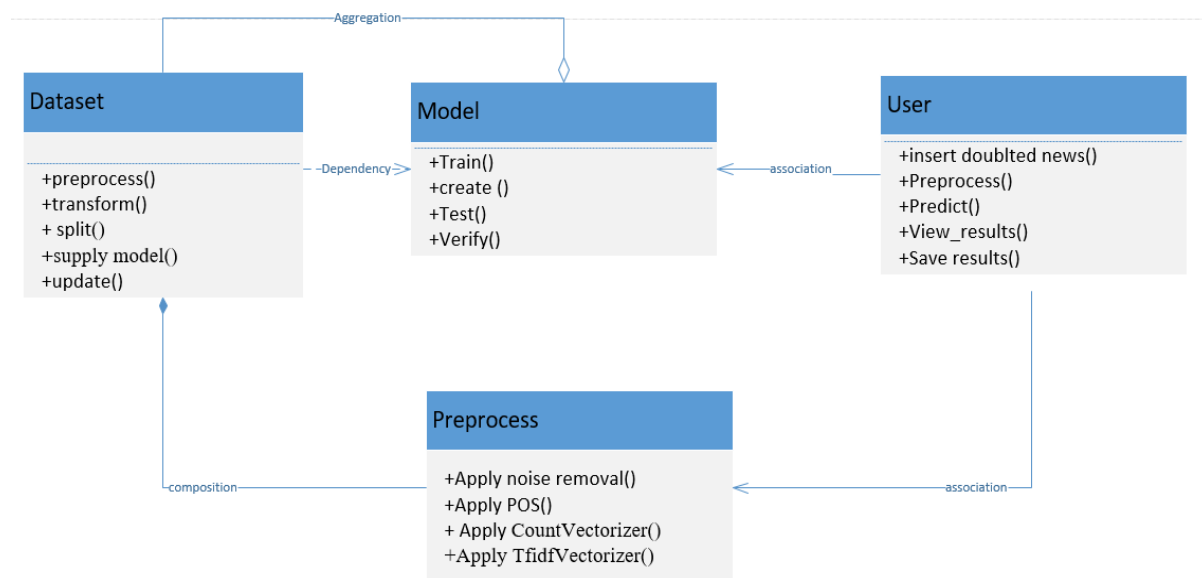 Aggregation
Dataset
+preprocess()
+transform()
+ split()
+supply model()
+update()
Dependency
Model
+Train()
+create ()
+Test()
+Verify()
association
User
+insert doublted news()
+Preprocess()
+Predict()
+View_results()
+Save results()
composition
Preprocess
+Apply noise removal()
+Apply POS()
+ Apply CountVectorizer()
+Apply TfidfVectorizer()
association